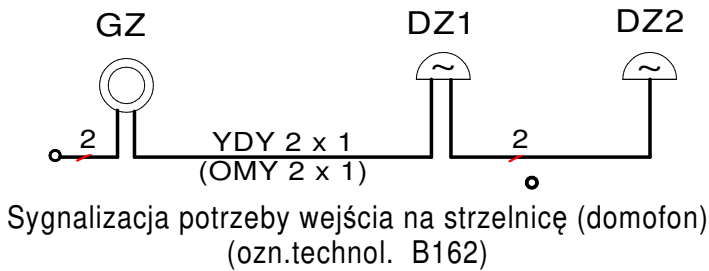 GZ DZ1 DZ2
~ ~
2 YDY 2 x 1 2
(OMY 2 x 1)
Sygnalizacja potrzeby wejścia na strzelnicę (domofon)
(ozn.technol. B162)